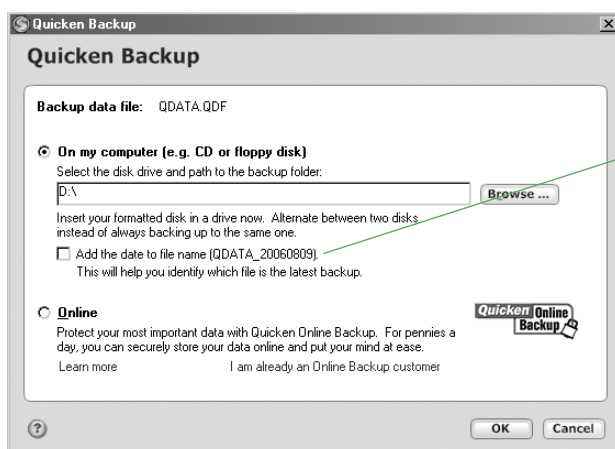 Quicken Backup
Quicken Backup
Backup data file: QDATA.QDF
On my computer (e.g. CD or floppy disk)
Select the disk drive and path to the backup folder:
D:\
Browse ...
Insert your formatted disk in a drive now. Alternate between two disks
instead of always backing up to the same one.
Add the date to file name (QDATA_20060809).
This will help you identify which file is the latest backup.
Online
Quicken Online
Backup
Protect your most important data with Quicken Online Backup. For pennies a
day, you can securely store your data online and put your mind at ease.
Learn more
I am already an Online Backup customer
?
OK
Cancel